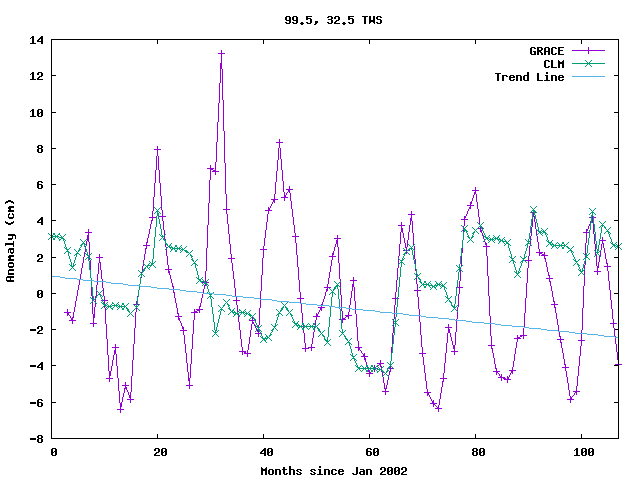 99.5, 32.5 TWS
GRACE
CLM
Trend Line
14
12
10
8
6
4
2
0
-2
-4
-6
-8
Anomaly (cm)
0 20 40 60 80 100
Months since Jan 2002